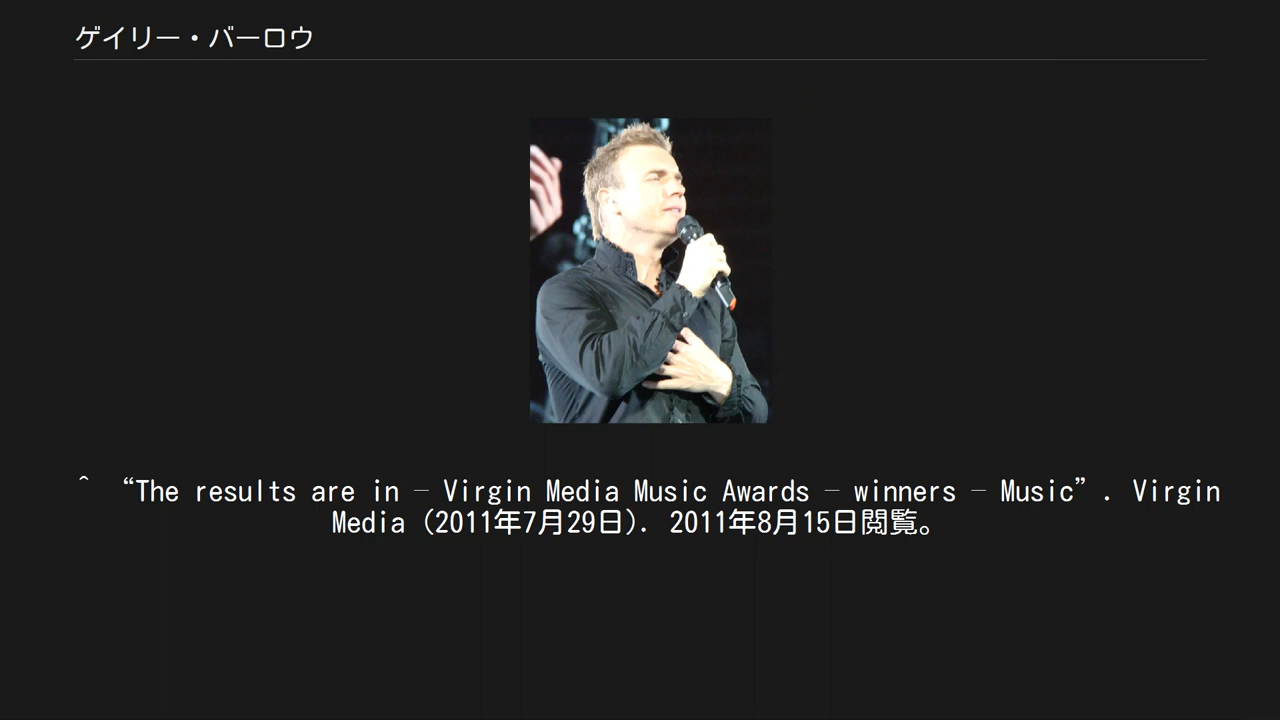 ゲイリー・バーロウ
^ “The results are in – Virgin Media Music Awards – winners – Music”. Virgin
Media (2011年7月29日). 2011年8月15日閲覧。